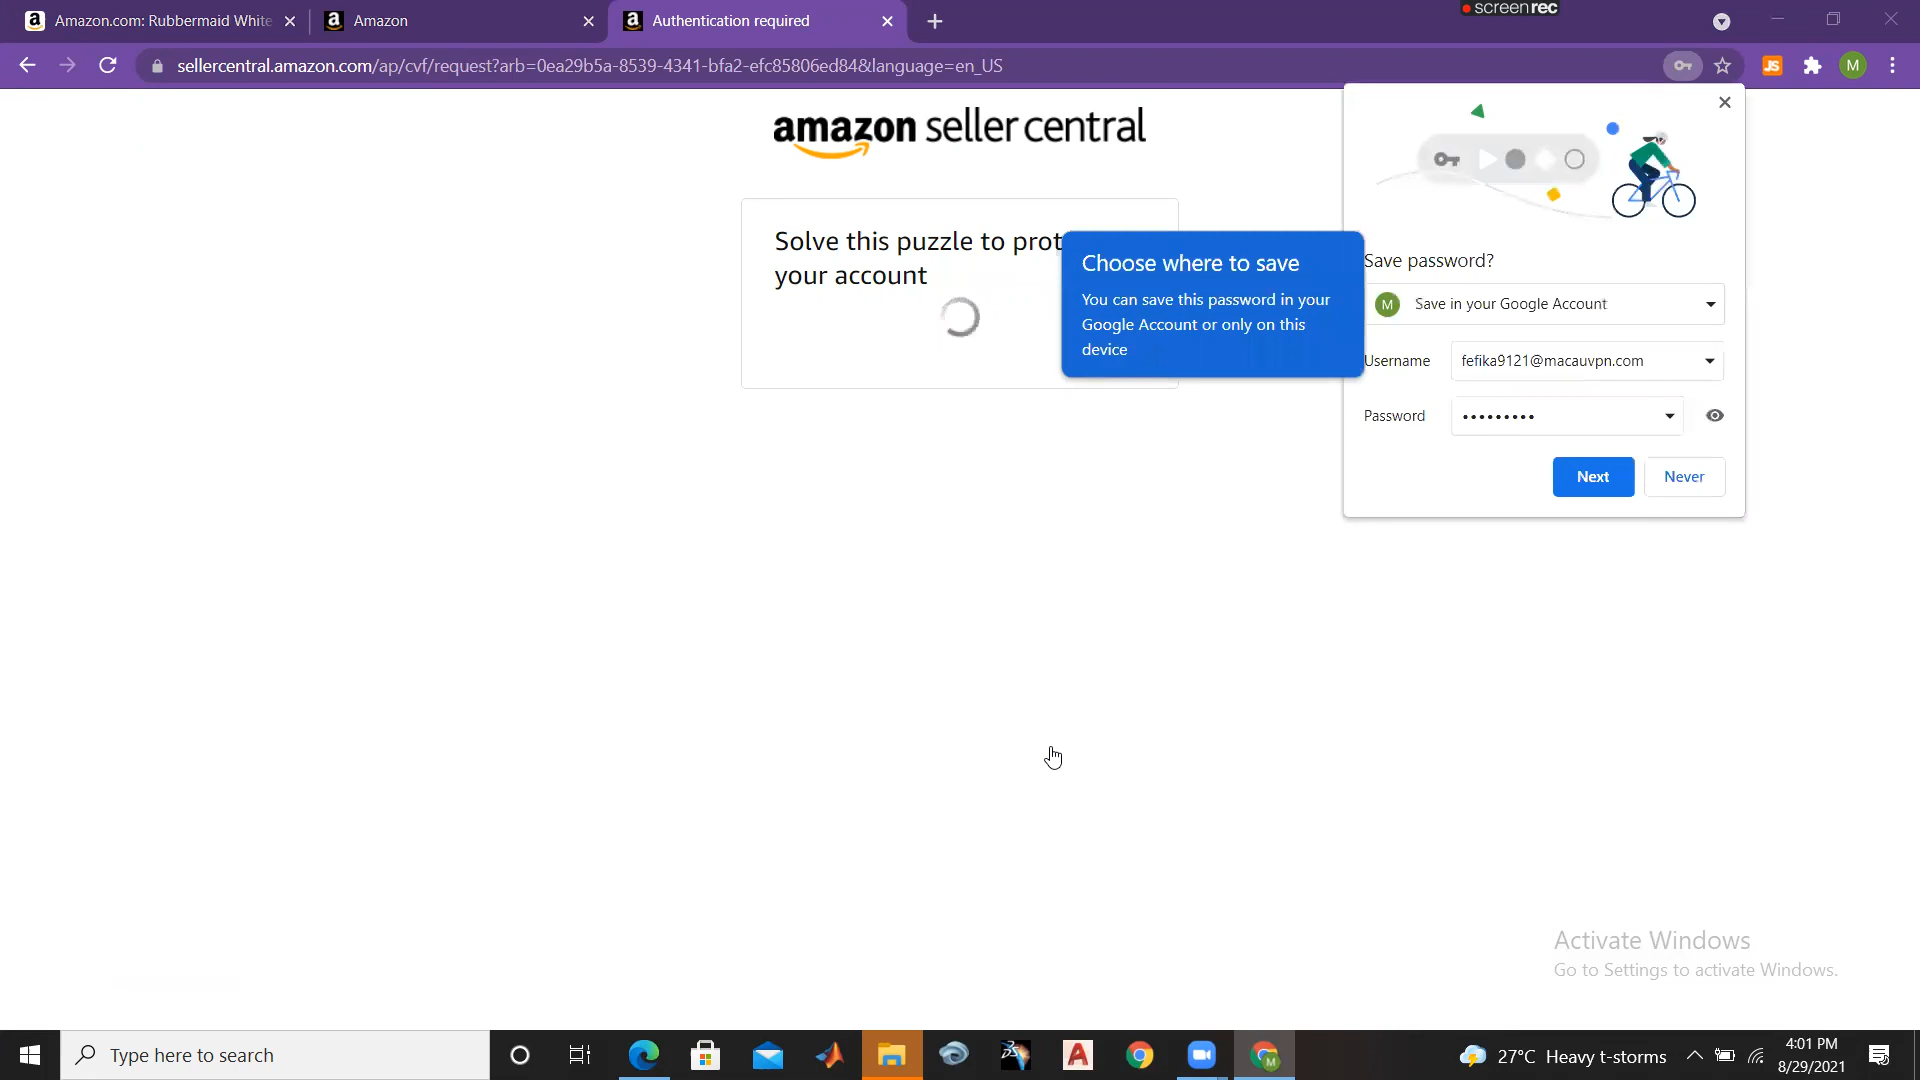 Amazon.com: Rubbermaid White
Amazon
Authentication required
screenrec
sellercentral.amazon.com/ap/cvf/request?arb=0ea29b5a-8539-4341-bfa2-efc85806ed84&language=en_US
JS
M
amazon seller central
Solve this puzzle to prot
your account
Choose where to save
You can save this password in your
Google Account or only on this
device
Save password?
M
Save in your Google Account
Username
fefika9121@macauvpn.com
Password
•••••••••
Next
Never
Activate Windows
Go to Settings to activate Windows.
Type here to search
27°C Heavy t-storms
4:01 PM
8/29/2021